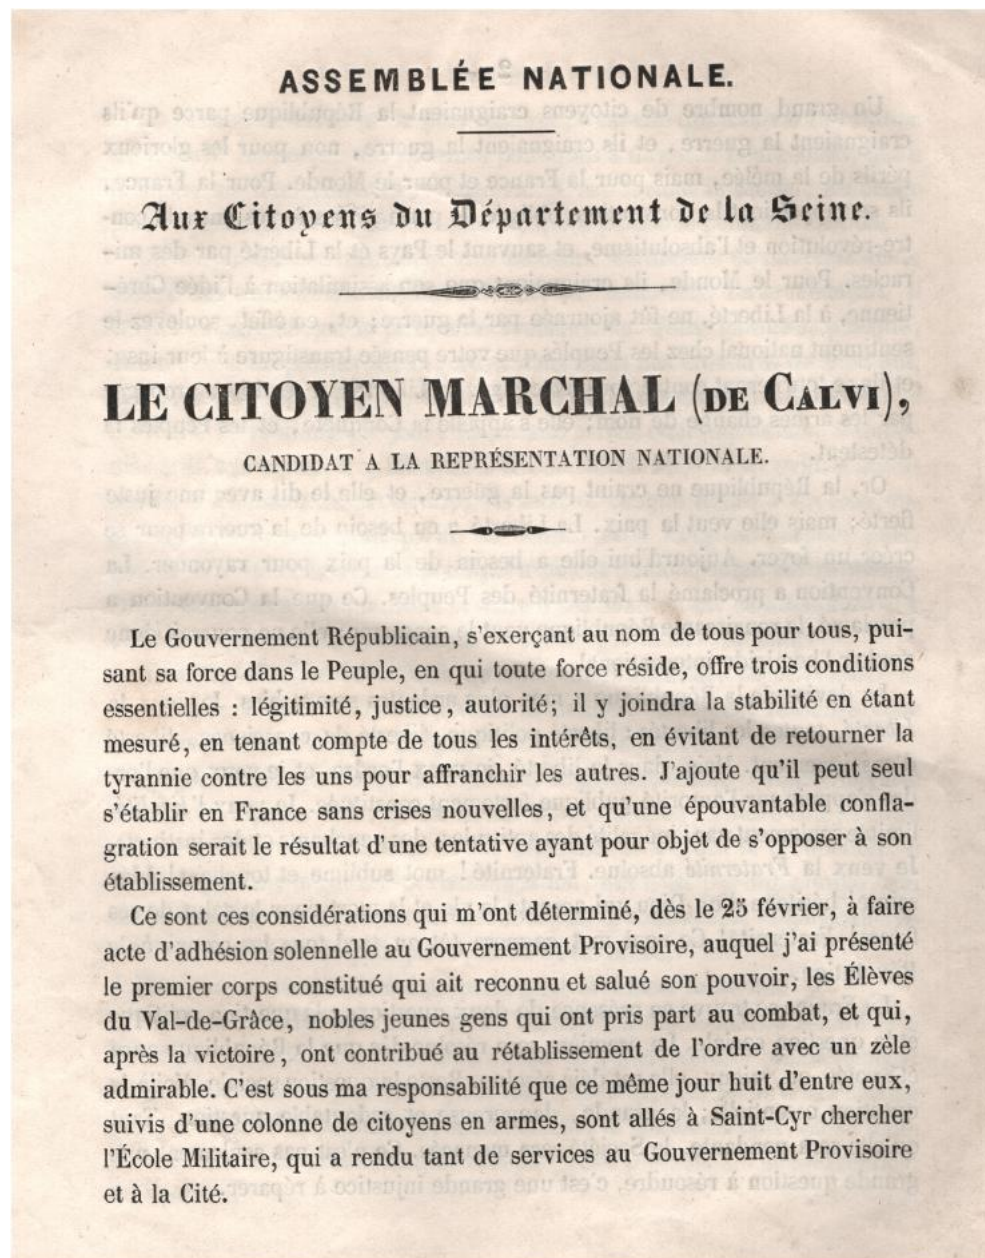 ASSEMBLÉE NATIONALE.
Aux Citoyens du Département de la Seine.
LE CITOYEN MARCHAL (DE CALVI),
CANDIDAT A LA REPRÉSENTATION NATIONALE.
Le Gouvernement Républicain, s'exerçant au nom de tous pour tous, pui-
sant sa force dans le Peuple, en qui toute force réside, offre trois conditions
essentielles : légitimité, justice, autorité; il y joindra la stabilité en étant
mesuré, en tenant compte de tous les intérêts, en évitant de retourner la
tyrannie contre les uns pour affranchir les autres. J'ajoute qu'il peut seul
s'établir en France sans crises nouvelles, et qu'une épouvantable confla-
gration serait le résultat d'une tentative ayant pour objet de s'opposer à son
établissement.
Ce sont ces considérations qui m'ont déterminé, dès le 25 février, à faire
acte d'adhésion solennelle au Gouvernement Provisoire, auquel j'ai présenté
le premier corps constitué qui ait reconnu et salué son pouvoir, les Élèves
du Val-de-Grâce, nobles jeunes gens qui ont pris part au combat, et qui,
après la victoire, ont contribué au rétablissement de l'ordre avec un zèle
admirable. C'est sous ma responsabilité que ce même jour huit d'entre eux,
suivis d'une colonne de citoyens en armes, sont allés à Saint-Cyr chercher
l'École Militaire, qui a rendu tant de services au Gouvernement Provisoire
et à la Cité.